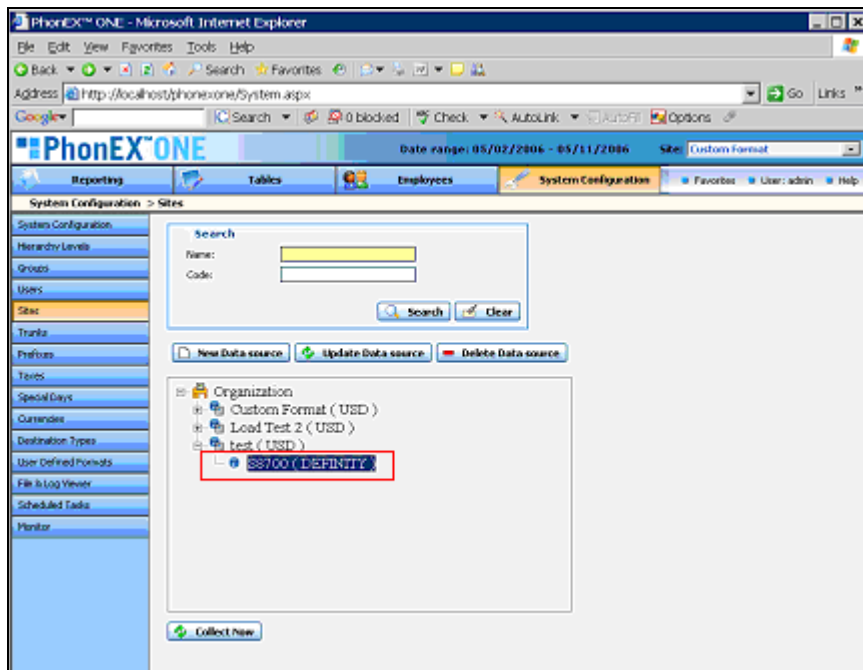 PhonEX™ ONE - Microsoft Internet Explorer
File Edit View Favorites Tools Help
Back Search Favorites
Address http://localhost/phonexone/System.aspx Go Links »
Google Search 0 blocked Check AutoLink AutoFill Options
PhonEX™ONE Date range: 05/02/2006 - 05/11/2006 Site: Custom Format
Reporting Tables Employees System Configuration Favorites User: admin Help
System Configuration > Sites
System Configuration
Hierarchy Levels
Groups
Users
Sites
Trunks
Prefixes
Taxes
Special Days
Currencies
Destination Types
User Defined Formats
File & Log Viewer
Scheduled Tasks
Monitor
Search
Name:
Code:
Search Clear
New Data source Update Data source Delete Data source
Organization
Custom Format ( USD )
Load Test 2 ( USD )
test ( USD )
S8700 ( DEFINITY )
Collect Now